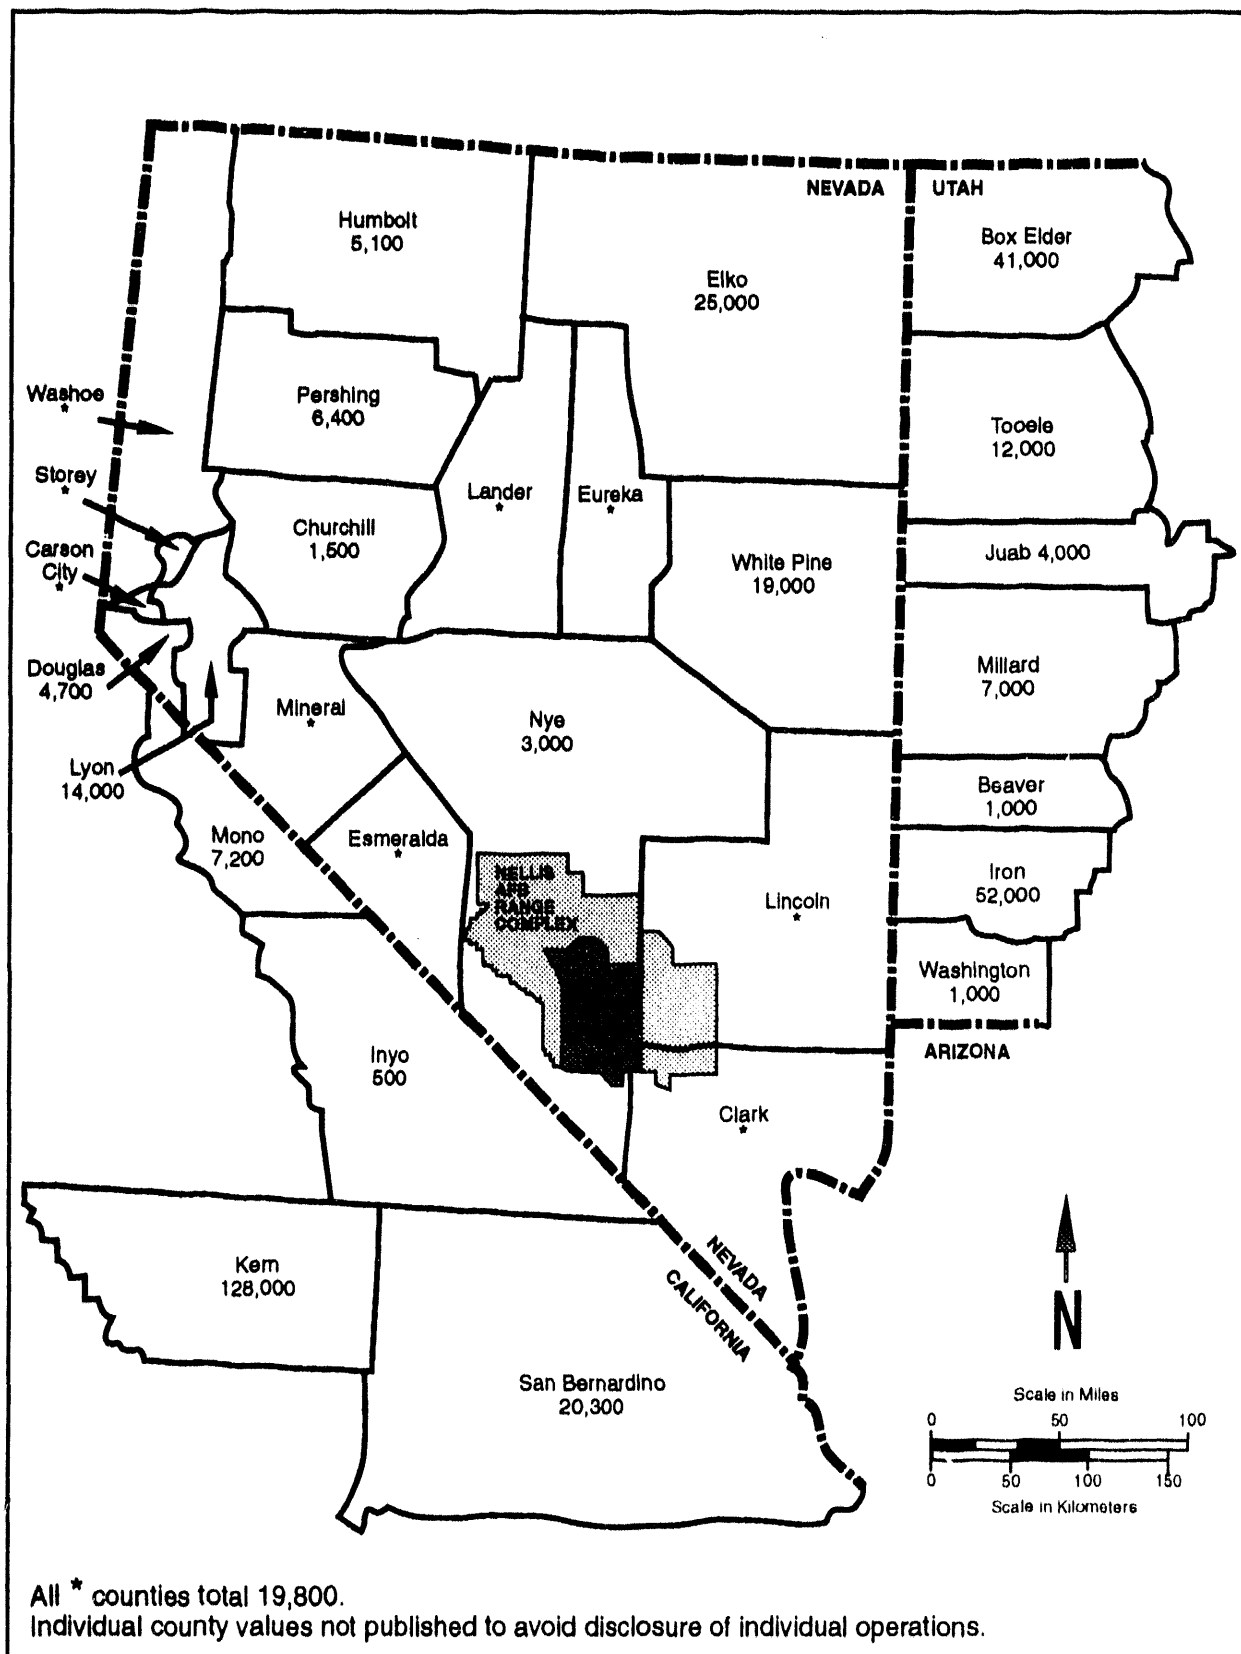 NEVADA
UTAH
Humbolt
5,100
Box Elder
41,000
Elko
25,000
Washoe
*
Pershing
6,400
Tooele
12,000
Storey
*
Lander
*
Eureka
*
Churchill
1,500
Carson
City
*
White Pine
19,000
Juab 4,000
Douglas
4,700
Mineral
*
Nye
3,000
Millard
7,000
Lyon
14,000
Beaver
1,000
Mono
7,200
Esmeralda
*
NELLIS
AFB
RANGE
COMPLEX
Lincoln
*
Iron
52,000
Washington
1,000
ARIZONA
Inyo
500
Clark
*
Kern
128,000
NEVADA
CALIFORNIA
N
San Bernardino
20,300
Scale in Miles
0 50 100
0 50 100 150
Scale in Kilometers
All * counties total 19,800.
Individual county values not published to avoid disclosure of individual operations.